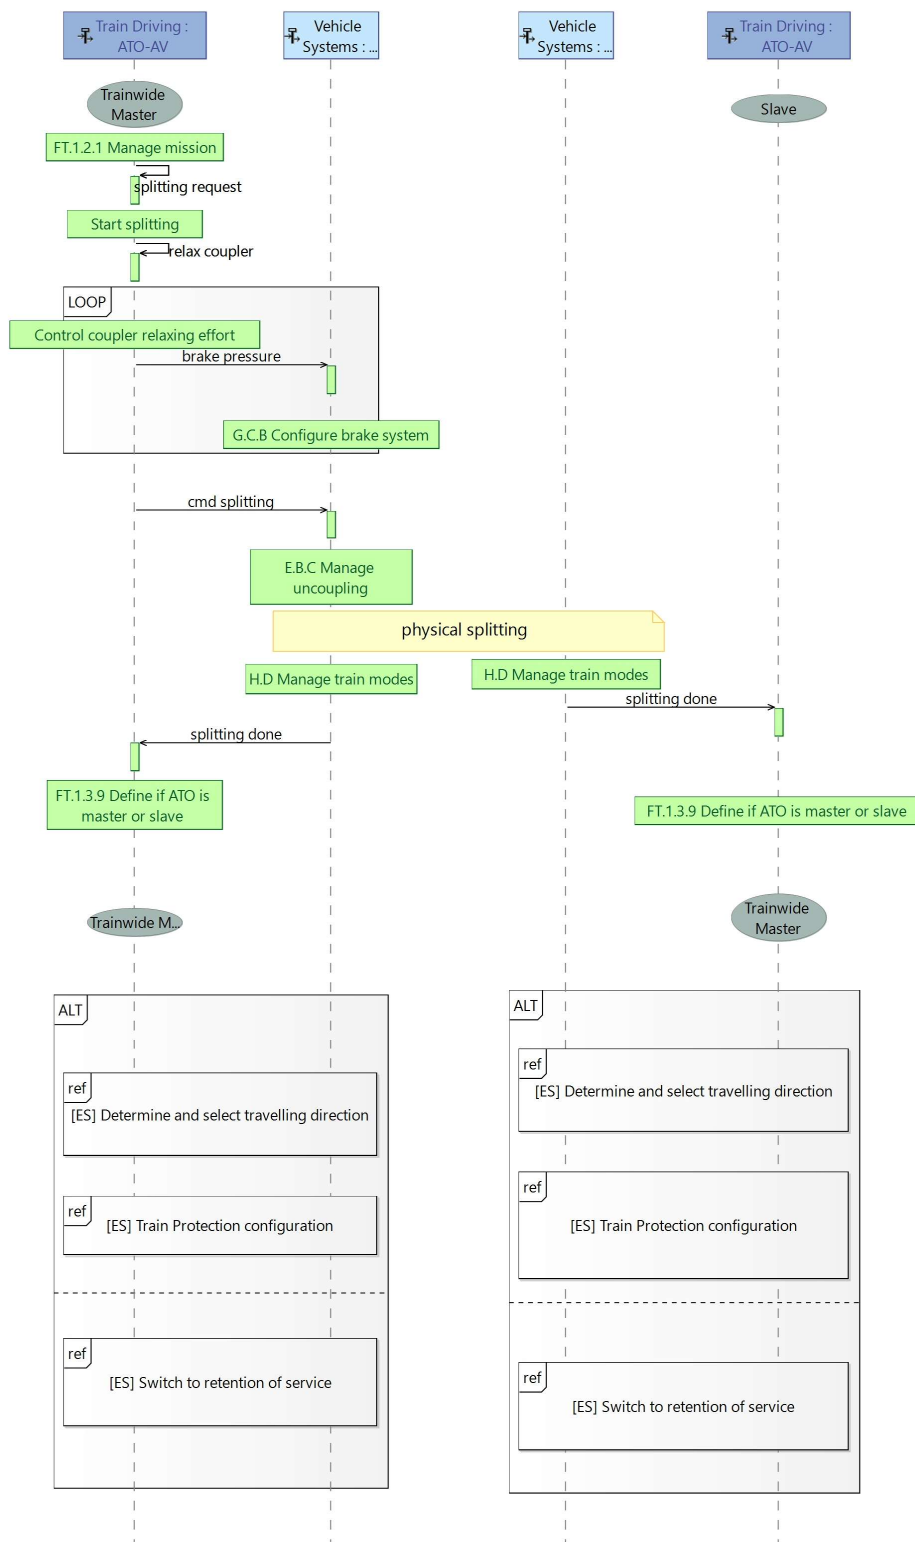 Train Driving :
ATO-AV
Vehicle
Systems : ...
Vehicle
Systems : ...
Train Driving :
ATO-AV
Trainwide
Master
Slave
FT.1.2.1 Manage mission
splitting request
Start splitting
relax coupler
LOOP
Control coupler relaxing effort
brake pressure
G.C.B Configure brake system
cmd splitting
E.B.C Manage
uncoupling
physical splitting
H.D Manage train modes
H.D Manage train modes
splitting done
splitting done
FT.1.3.9 Define if ATO is
master or slave
FT.1.3.9 Define if ATO is master or slave
Trainwide M...
Trainwide
Master
ALT
ref
[ES] Determine and select travelling direction
ref
[ES] Train Protection configuration
ref
[ES] Switch to retention of service
ALT
ref
[ES] Determine and select travelling direction
ref
[ES] Train Protection configuration
ref
[ES] Switch to retention of service